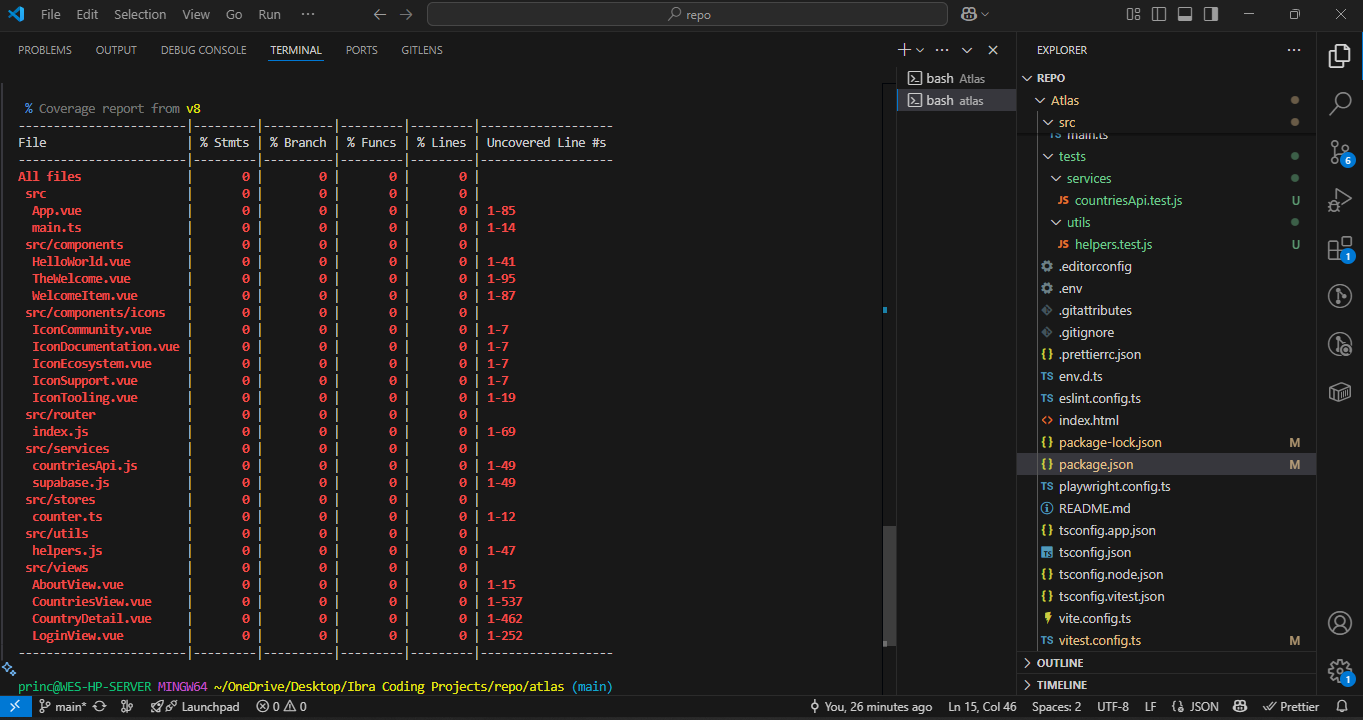 File Edit Selection View Go Run ··· repo
PROBLEMS OUTPUT DEBUG CONSOLE TERMINAL PORTS GITLENS
% Coverage report from v8
-------------------------|---------|----------|---------|---------|-------------------
File | % Stmts | % Branch | % Funcs | % Lines | Uncovered Line #s
-------------------------|---------|----------|---------|---------|-------------------
All files | 0 | 0 | 0 | 0 |
src | 0 | 0 | 0 | 0 |
App.vue | 0 | 0 | 0 | 0 | 1-85
main.ts | 0 | 0 | 0 | 0 | 1-14
src/components | 0 | 0 | 0 | 0 |
HelloWorld.vue | 0 | 0 | 0 | 0 | 1-41
TheWelcome.vue | 0 | 0 | 0 | 0 | 1-95
WelcomeItem.vue | 0 | 0 | 0 | 0 | 1-87
src/components/icons | 0 | 0 | 0 | 0 |
IconCommunity.vue | 0 | 0 | 0 | 0 | 1-7
IconDocumentation.vue | 0 | 0 | 0 | 0 | 1-7
IconEcosystem.vue | 0 | 0 | 0 | 0 | 1-7
IconSupport.vue | 0 | 0 | 0 | 0 | 1-7
IconTooling.vue | 0 | 0 | 0 | 0 | 1-19
src/router | 0 | 0 | 0 | 0 |
index.js | 0 | 0 | 0 | 0 | 1-69
src/services | 0 | 0 | 0 | 0 |
countriesApi.js | 0 | 0 | 0 | 0 | 1-49
supabase.js | 0 | 0 | 0 | 0 | 1-49
src/stores | 0 | 0 | 0 | 0 |
counter.ts | 0 | 0 | 0 | 0 | 1-12
src/utils | 0 | 0 | 0 | 0 |
helpers.js | 0 | 0 | 0 | 0 | 1-47
src/views | 0 | 0 | 0 | 0 |
AboutView.vue | 0 | 0 | 0 | 0 | 1-15
CountriesView.vue | 0 | 0 | 0 | 0 | 1-537
CountryDetail.vue | 0 | 0 | 0 | 0 | 1-462
LoginView.vue | 0 | 0 | 0 | 0 | 1-252
-------------------------|---------|----------|---------|---------|-------------------
princ@WES-HP-SERVER MINGW64 ~/OneDrive/Desktop/Ibra Coding Projects/repo/atlas (main)
bash Atlas
bash atlas
EXPLORER
REPO
Atlas
src
TS main.ts
tests
services
JS countriesApi.test.js U
utils
JS helpers.test.js U
.editorconfig
.env
.gitattributes
.gitignore
{} .prettierrc.json
TS env.d.ts
TS eslint.config.ts
<> index.html
{} package-lock.json M
{} package.json M
TS playwright.config.ts
README.md
{} tsconfig.app.json
TS tsconfig.json
{} tsconfig.node.json
{} tsconfig.vitest.json
vite.config.ts
TS vitest.config.ts M
OUTLINE
TIMELINE
6
1
1
main* Launchpad 0 0 You, 26 minutes ago Ln 15, Col 46 Spaces: 2 UTF-8 LF {} JSON Prettier